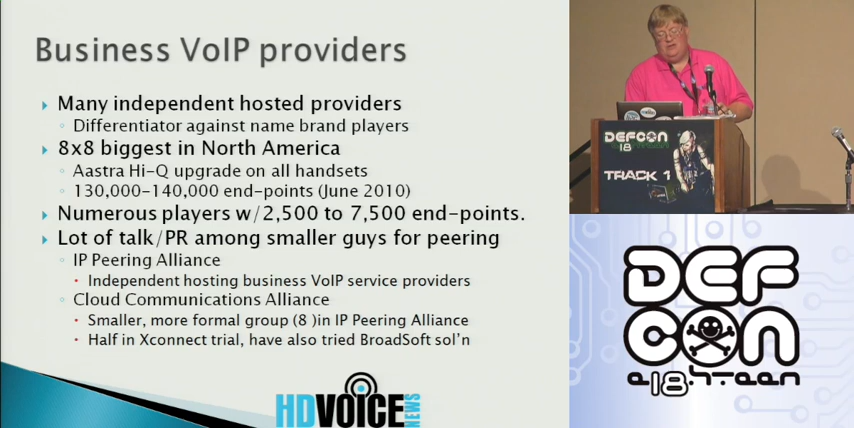 Business VoIP providers
Many independent hosted providers
Differentiator against name brand players
8x8 biggest in North America
Aastra Hi-Q upgrade on all handsets
130,000-140,000 end-points (June 2010)
Numerous players w/2,500 to 7,500 end-points.
Lot of talk/PR among smaller guys for peering
IP Peering Alliance
Independent hosting business VoIP service providers
Cloud Communications Alliance
Smaller, more formal group (8 )in IP Peering Alliance
Half in Xconnect trial, have also tried BroadSoft sol'n
HDVOICE
NEWS
DEFCON
18
TRACK 1
DEF
CON
e.18.h.teen